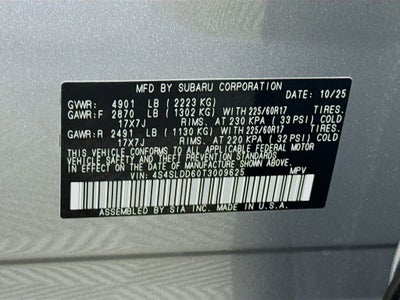 MFD BY SUBARU CORPORATION
GVWR: 4901 LB (2223 KG) DATE: 10/25
GAWR:F 2870 LB (1302 KG) WITH 225/60R17 TIRES.
17X7J RIMS. AT 230 KPA (33 PSI) COLD
GAWR:R 2491 LB (1130 KG) WITH 225/60R17 TIRES.
17X7J RIMS. AT 220 KPA (32 PSI) COLD
THIS VEHICLE CONFORMS TO ALL APPLICABLE FEDERAL MOTOR
VEHICLE SAFETY, BUMPER AND THEFT PREVENTION STANDARDS
IN EFFECT ON THE DATE OF MANUFACTURE SHOWN ABOVE.
VIN: 4S4SLDD60T3009625 MPV
ASSEMBLED BY SIA INC. MADE IN U.S.A.